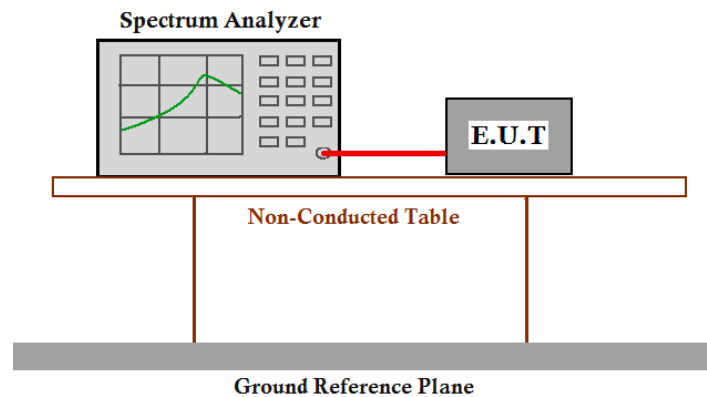 Spectrum Analyzer
E.U.T
Non-Conducted Table
Ground Reference Plane